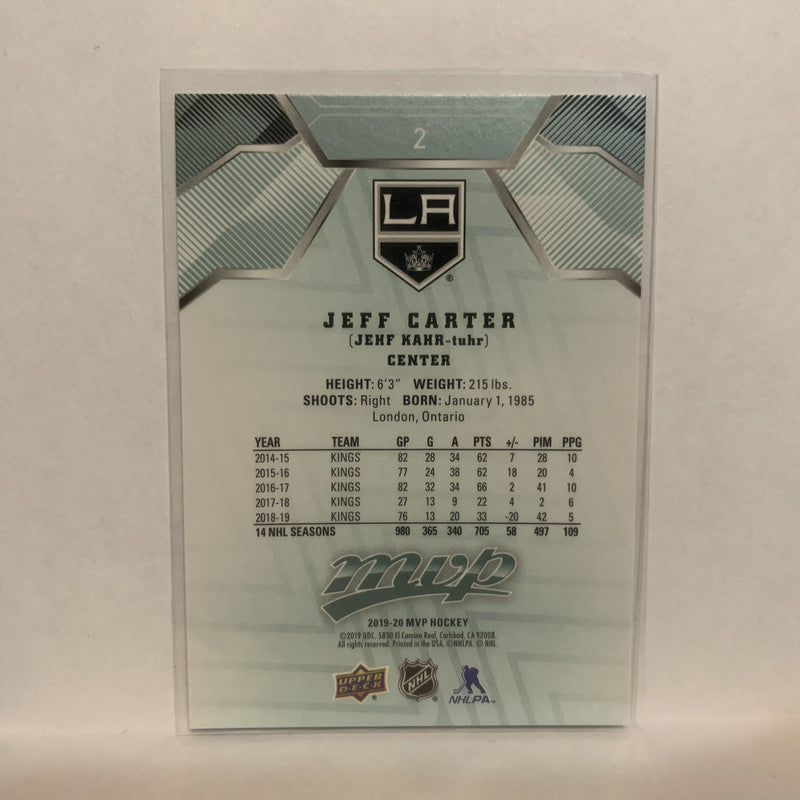 2
LA
®
JEFF CARTER
(JEHF KAHR-tuhr)
CENTER
HEIGHT: 6'3" WEIGHT: 215 lbs.
SHOOTS: Right BORN: January 1, 1985
London, Ontario
YEAR TEAM GP G A PTS +/- PIM PPG
2014-15 KINGS 82 28 34 62 7 28 10
2015-16 KINGS 77 24 38 62 18 20 4
2016-17 KINGS 82 32 34 66 2 41 10
2017-18 KINGS 27 13 9 22 4 2 6
2018-19 KINGS 76 13 20 33 -20 42 5
14 NHL SEASONS 980 365 340 705 58 497 109
mvp
2019-20 MVP HOCKEY
©2019 UDC. 5830 El Camino Real, Carlsbad, CA 92008.
All rights reserved. Printed in the USA. ©NHLPA. © NHL.
UPPER DECK ® NHL ® NHLPA™